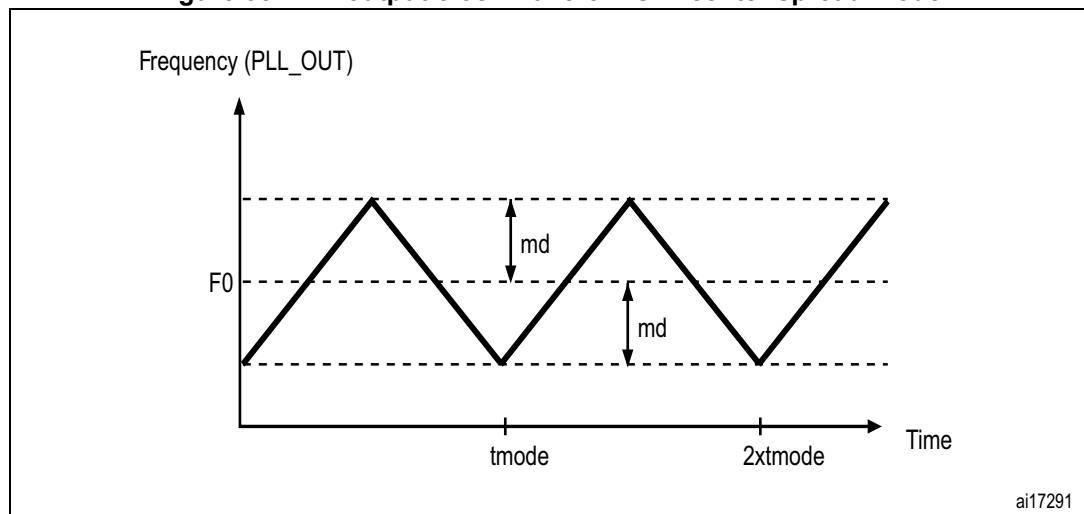 Frequency (PLL_OUT)
md
F0
md
tmode
2xtmode
Time
ai17291